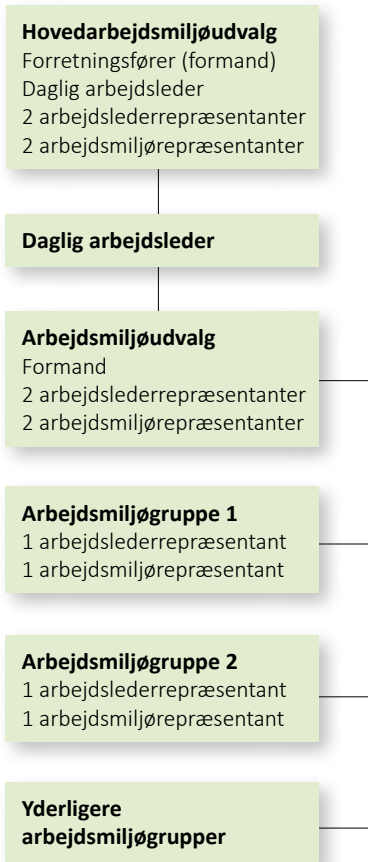 Hovedarbejdsmiljøudvalg
Forretningsfører (formand)
Daglig arbejdsleder
2 arbejdslederrepræsentanter
2 arbejdsmiljørepræsentanter
Daglig arbejdsleder
Arbejdsmiljøudvalg
Formand
2 arbejdslederrepræsentanter
2 arbejdsmiljørepræsentanter
Arbejdsmiljøgruppe 1
1 arbejdslederrepræsentant
1 arbejdsmiljørepræsentant
Arbejdsmiljøgruppe 2
1 arbejdslederrepræsentant
1 arbejdsmiljørepræsentant
Yderligere
arbejdsmiljøgrupper